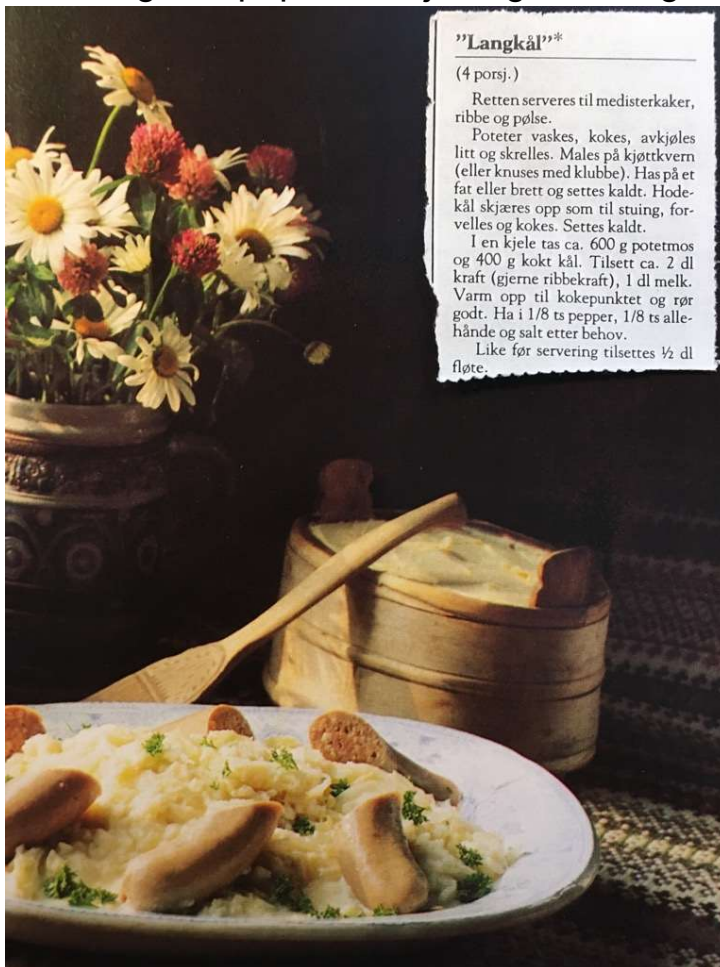 ”Langkål”*
(4 porsj.)
Retten serveres til medisterkaker,
ribbe og pølse.
Poteter vaskes, kokes, avkjøles
litt og skrelles. Males på kjøttkvern
(eller knuses med klubbe). Has på et
fat eller brett og settes kaldt. Hode-
kål skjæres opp som til stuing, for-
velles og kokes. Settes kaldt.
I en kjele tas ca. 600 g potetmos
og 400 g kokt kål. Tilsett ca. 2 dl
kraft (gjerne ribbekraft), 1 dl melk.
Varm opp til kokepunktet og rør
godt. Ha i 1/8 ts pepper, 1/8 ts alle-
hånde og salt etter behov.
Like før servering tilsettes ½ dl
fløte.